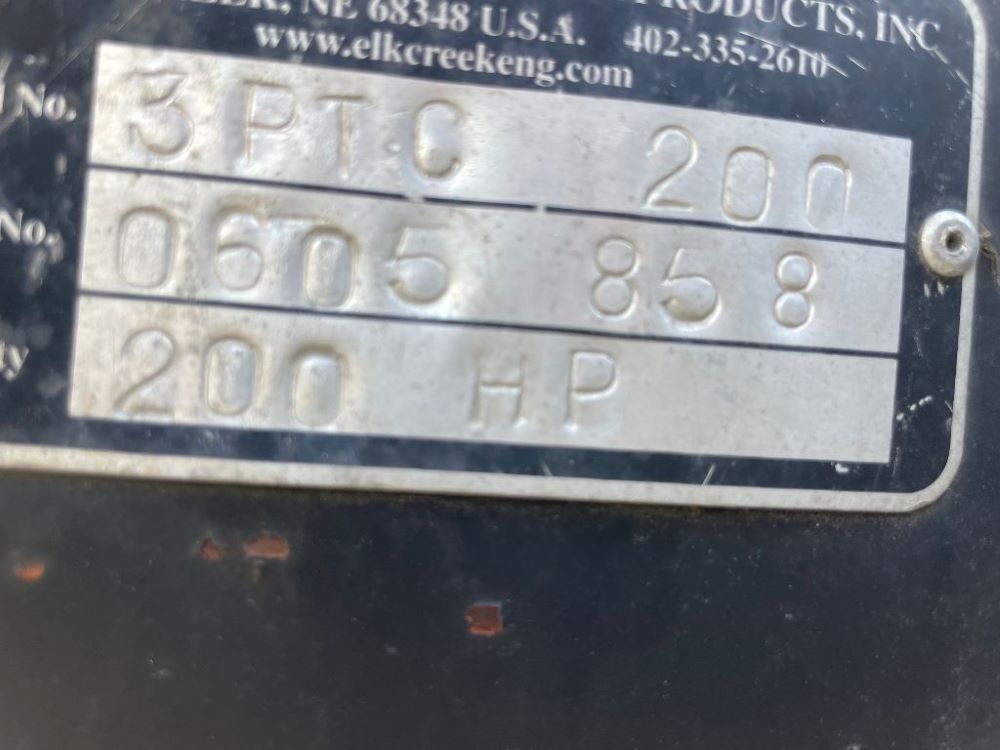 NE 68348 U.S.A. PRODUCTS, INC
www.elkcreekeng.com 402-335-2610
No. 3PTC 200
No. 0605 858
200 HP